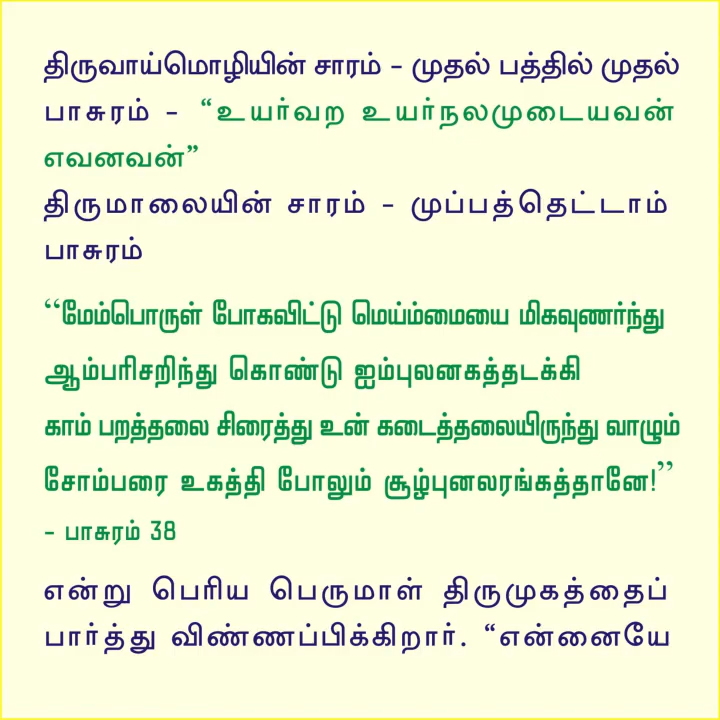 திருவாய்மொழியின் சாரம் - முதல் பத்தில் முதல்
பாசுரம் - “உயர்வற உயர்நலமுடையவன்
எவனவன்”
திருமாலையின் சாரம் - முப்பத்தெட்டாம்
பாசுரம்
“மேம்பொருள் போகவிட்டு மெய்ம்மையை மிகவுணர்ந்து
ஆம்பரிசறிந்து கொண்டு ஐம்புலனகத்தடக்கி
காம் பறத்தலை சிரைத்து உன் கடைத்தலையிருந்து வாழும்
சோம்பரை உகத்தி போலும் சூழ்புனலரங்கத்தானே!”
- பாசுரம் 38
என்று பெரிய பெருமாள் திருமுகத்தைப்
பார்த்து விண்ணப்பிக்கிறார். “என்னையே